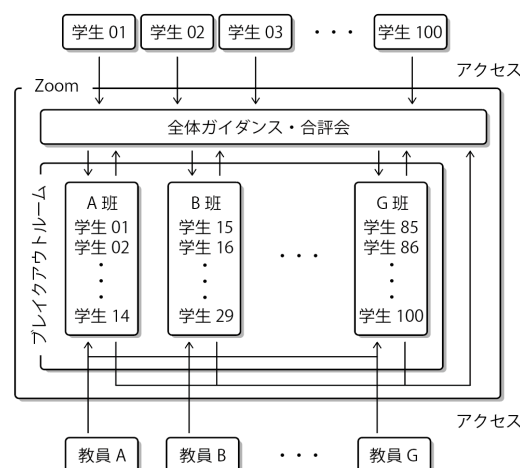 学生 01 学生 02 学生 03 ・・・ 学生 100
アクセス
Zoom
全体ガイダンス・合評会
ブレイクアウトルーム
A 班
学生 01
学生 02
学生 14
B 班
学生 15
学生 16
学生 29
・・・
G 班
学生 85
学生 86
学生 100
アクセス
教員 A 教員 B ・・・ 教員 G